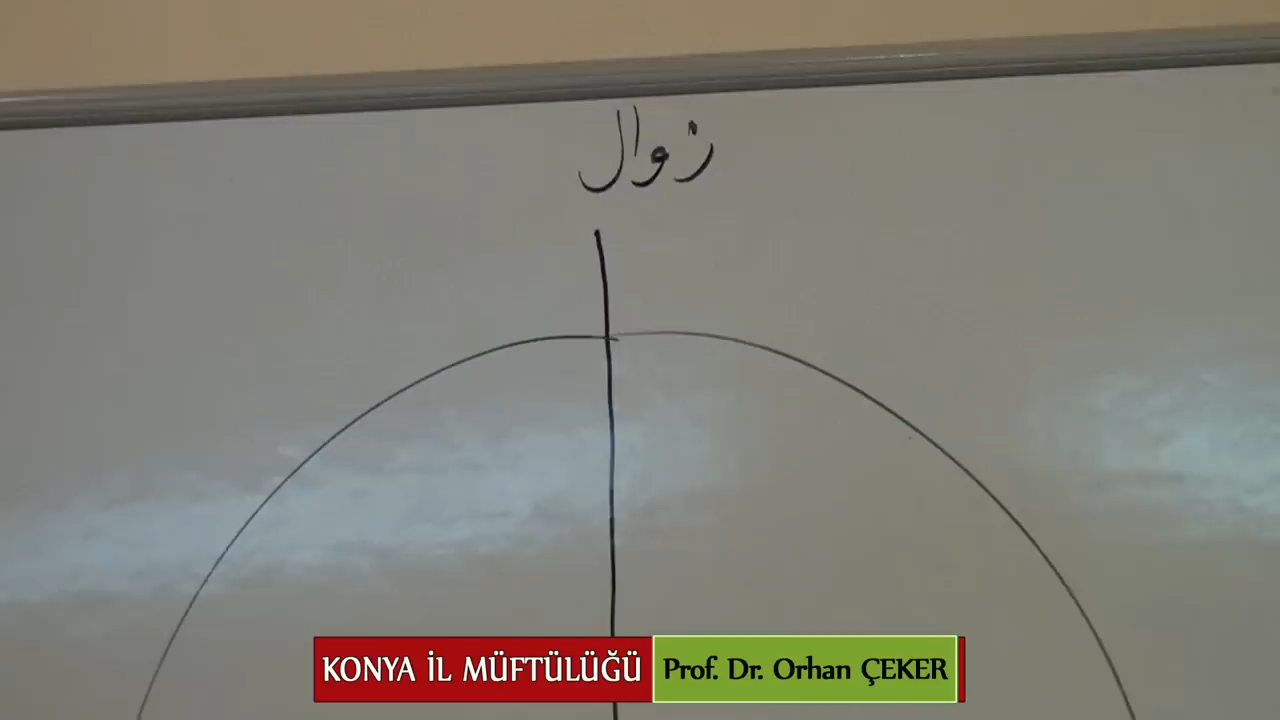 زوال
KONYA İL MÜFTÜLÜĞÜ Prof. Dr. Orhan ÇEKER